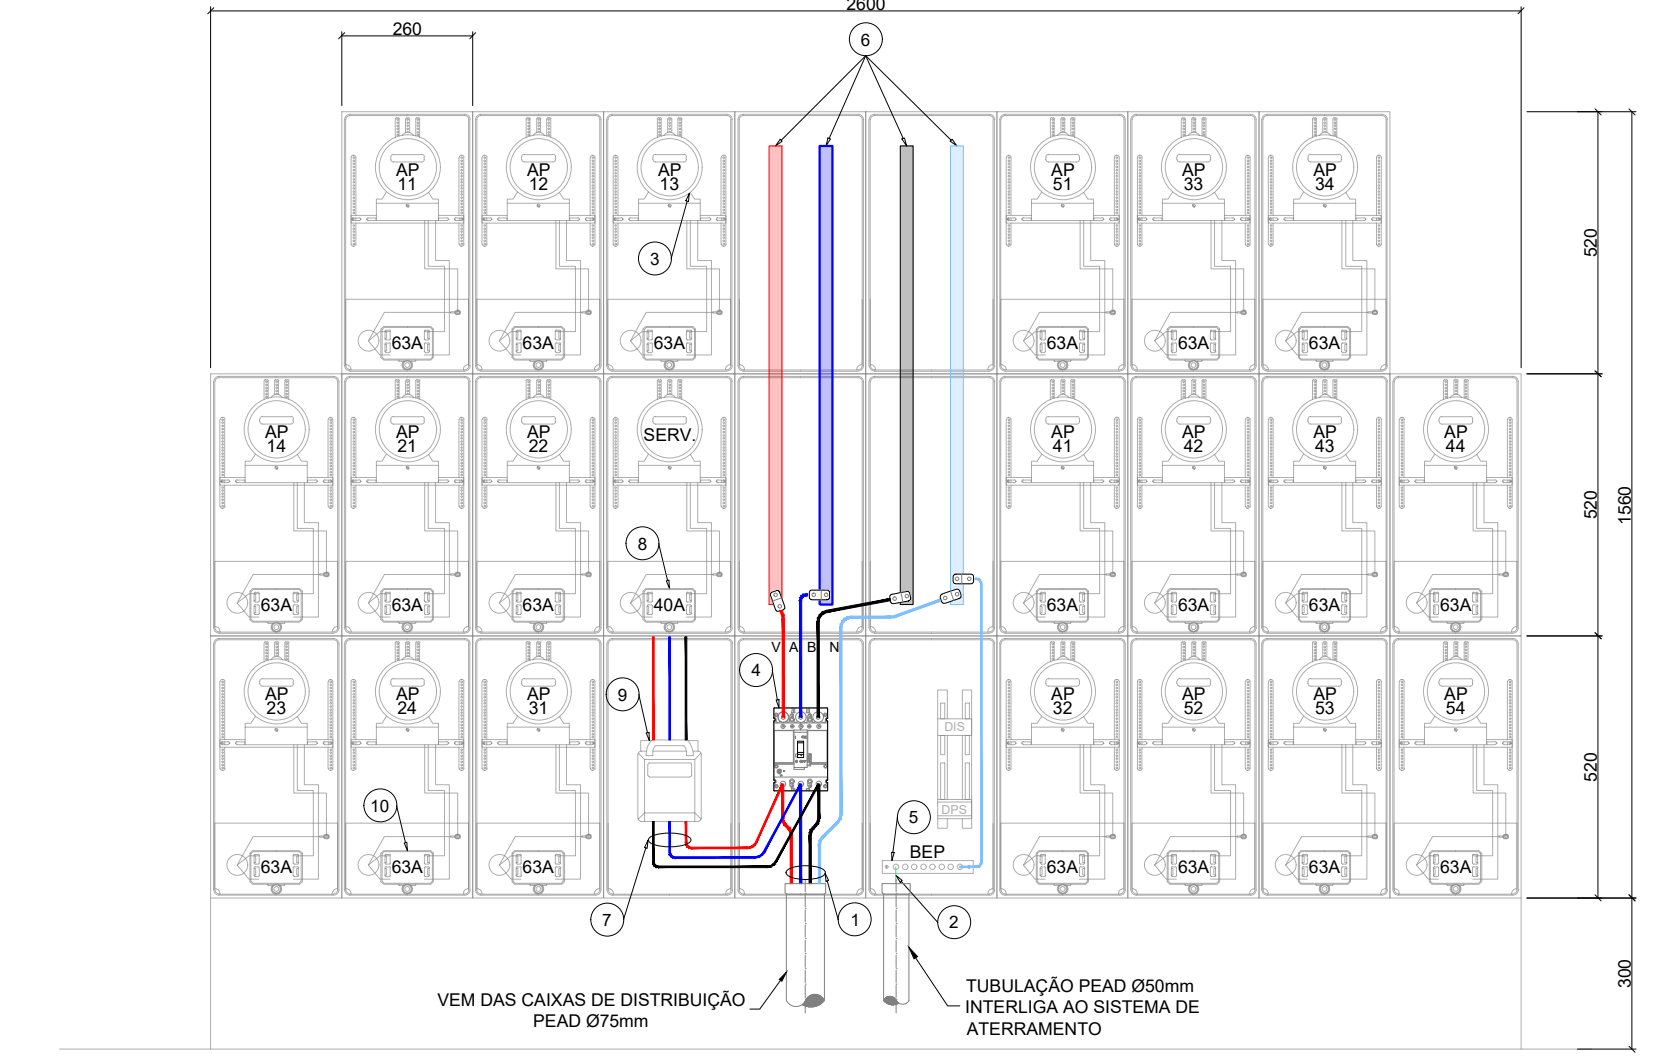 2600
260
6
AP
11
AP
12
AP
13
AP
51
AP
33
AP
34
3
520
63A
63A
63A
63A
63A
63A
AP
14
AP
21
AP
22
SERV.
AP
41
AP
42
AP
43
AP
44
520
1560
8
63A
63A
63A
40A
63A
63A
63A
63A
V A B N
4
9
AP
23
AP
24
AP
31
AP
32
AP
52
AP
53
AP
54
DIS
520
10
DPS
5
BEP
63A
63A
63A
63A
63A
63A
63A
7
1
2
300
VEM DAS CAIXAS DE DISTRIBUIÇÃO
PEAD Ø75mm
TUBULAÇÃO PEAD Ø50mm
INTERLIGA AO SISTEMA DE
ATERRAMENTO